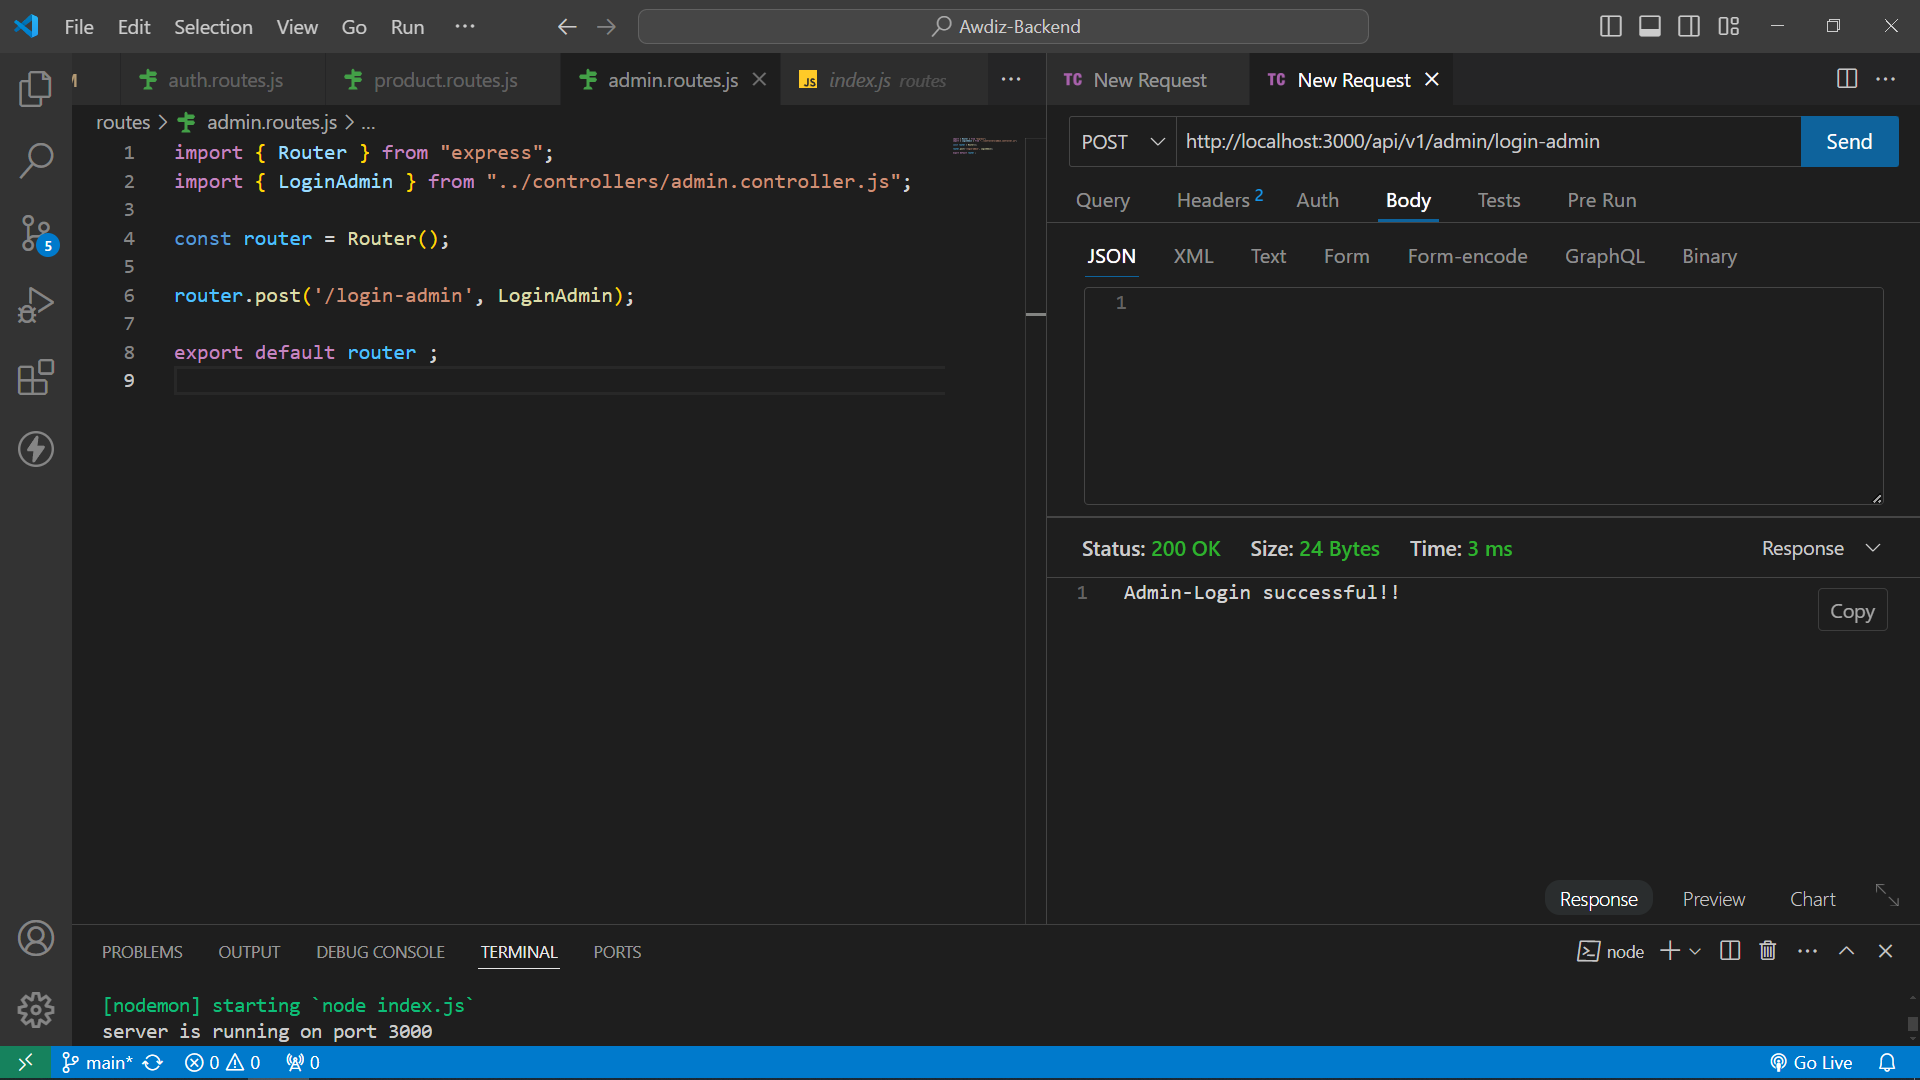 File Edit Selection View Go Run ··· Awdiz-Backend
M auth.routes.js product.routes.js admin.routes.js index.js routes ···
TC New Request TC New Request ···
routes > admin.routes.js > ...
1 import { Router } from "express";
2 import { LoginAdmin } from "../controllers/admin.controller.js";
3
4 const router = Router();
5
6 router.post('/login-admin', LoginAdmin);
7
8 export default router ;
9
POST http://localhost:3000/api/v1/admin/login-admin Send
Query Headers 2 Auth Body Tests Pre Run
JSON XML Text Form Form-encode GraphQL Binary
1
Status: 200 OK Size: 24 Bytes Time: 3 ms Response
1 Admin-Login successful!!
Copy
Response Preview Chart
5
PROBLEMS OUTPUT DEBUG CONSOLE TERMINAL PORTS node ···
[nodemon] starting `node index.js`
server is running on port 3000
main* 0 0 0 Go Live